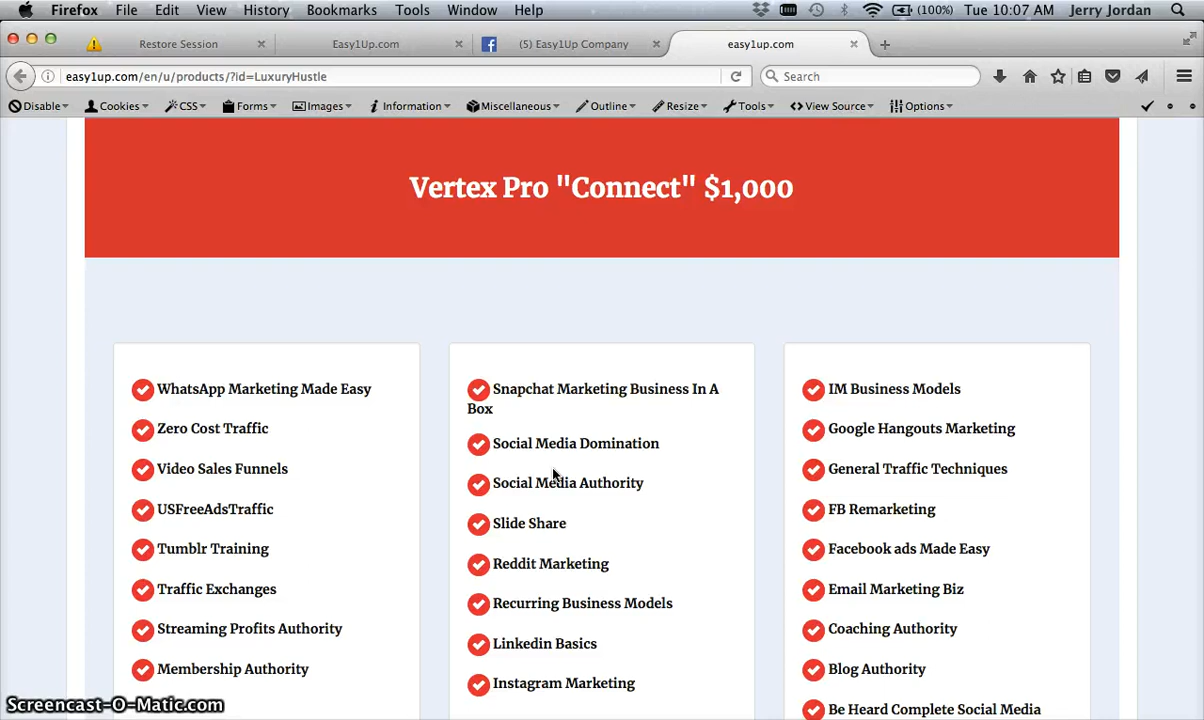 Firefox File Edit View History Bookmarks Tools Window Help (100%) Tue 10:07 AM Jerry Jordan
Restore Session Easy1Up.com (5) Easy1Up Company easy1up.com
easy1up.com/en/u/products/?id=LuxuryHustle Search
Disable Cookies CSS Forms Images Information Miscellaneous Outline Resize Tools View Source Options
Vertex Pro "Connect" $1,000
WhatsApp Marketing Made Easy
Zero Cost Traffic
Video Sales Funnels
USFreeAdsTraffic
Tumblr Training
Traffic Exchanges
Streaming Profits Authority
Membership Authority
Snapchat Marketing Business In A
Box
Social Media Domination
Social Media Authority
Slide Share
Reddit Marketing
Recurring Business Models
Linkedin Basics
Instagram Marketing
IM Business Models
Google Hangouts Marketing
General Traffic Techniques
FB Remarketing
Facebook ads Made Easy
Email Marketing Biz
Coaching Authority
Blog Authority
Be Heard Complete Social Media
Screencast-O-Matic.com